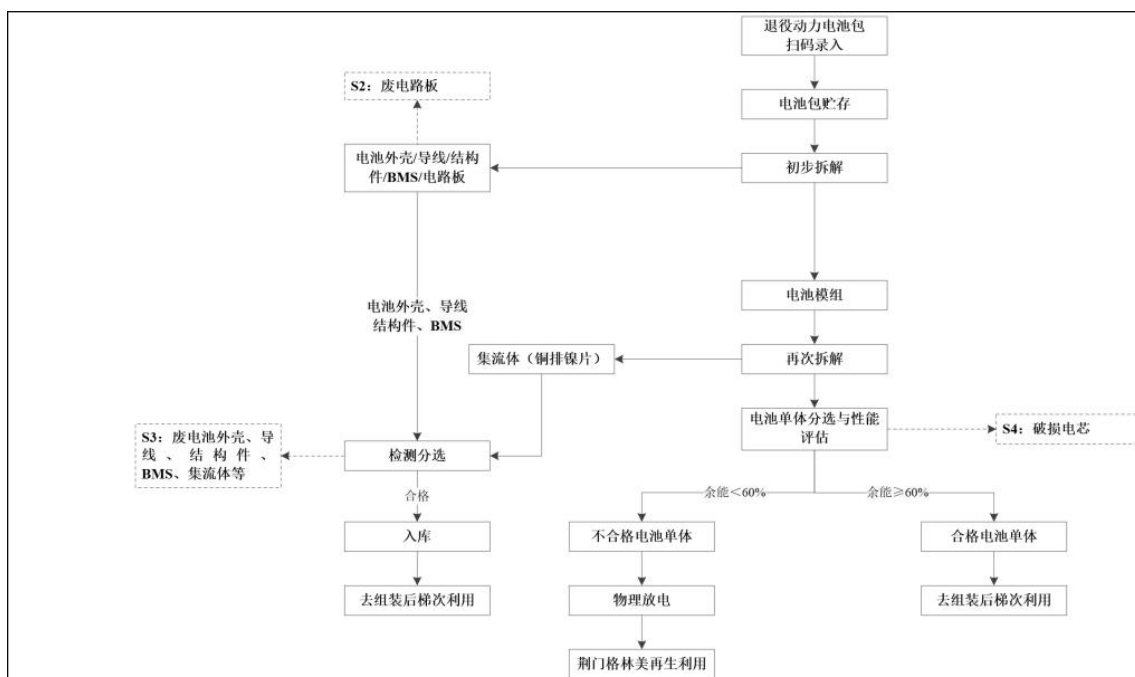 退役动力电池包
扫码录入
S2：废电路板
电池包贮存
电池外壳/导线/结构
件/BMS/电路板
初步拆解
电池模组
电池外壳、导线
结构件、BMS
集流体（铜排镍片）
再次拆解
电池单体分选与性能
评估
S4：破损电芯
S3：废电池外壳、导
线、结构件、
BMS、集流体等
检测分选
合格
余能＜60%
余能≥60%
入库
不合格电池单体
合格电池单体
去组装后梯次利用
物理放电
去组装后梯次利用
荆门格林美再生利用